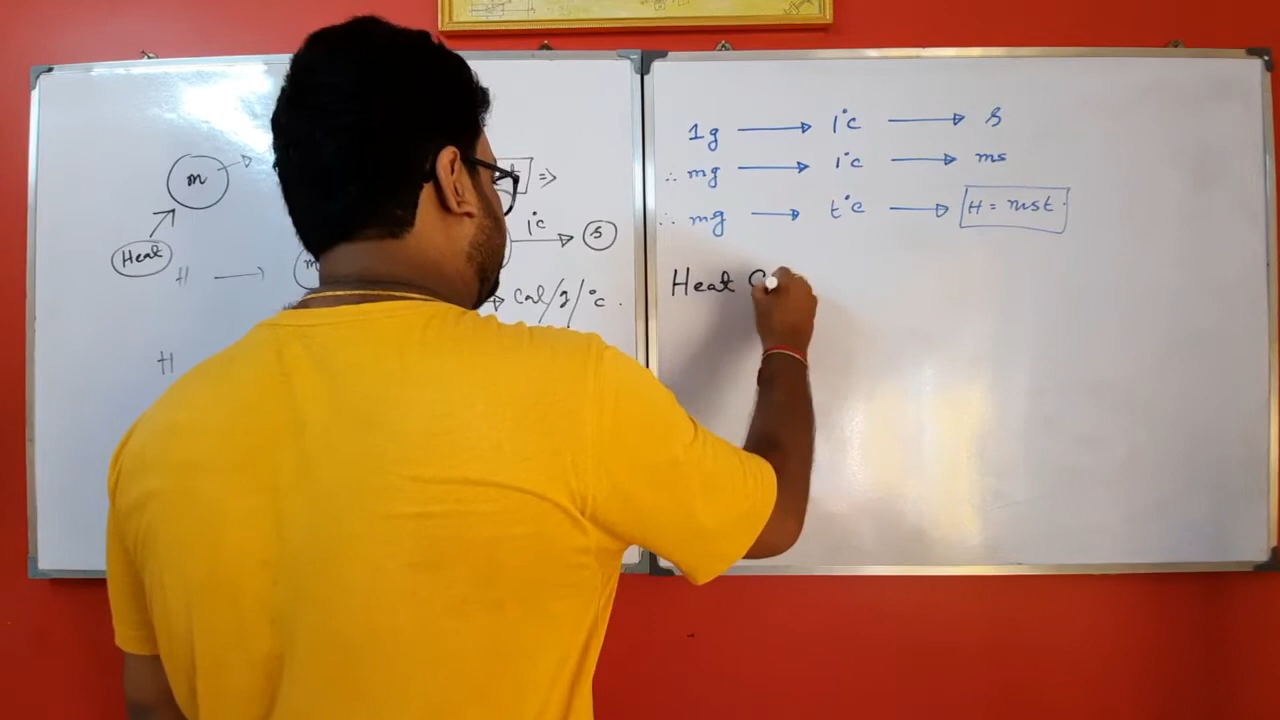 m
Heat
H ⟶ m
H
⇒
1°c ⟶ s
→ Cal/g/°c.
1g ⟶ 1°c ⟶ s
∴ mg ⟶ 1°c ⟶ ms
∴ mg ⟶ t°c ⟶ H = mst.
Heat C